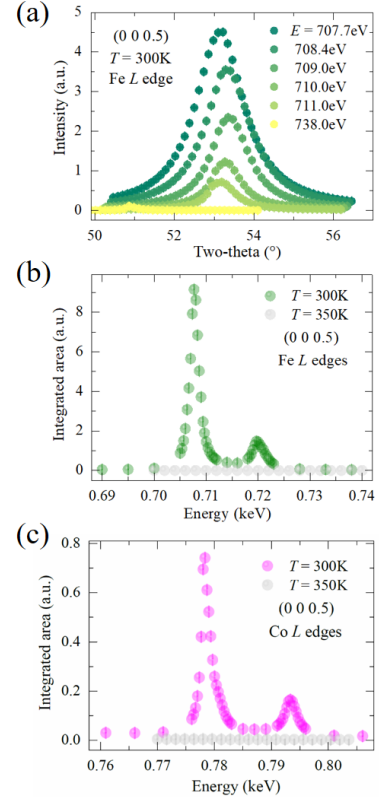 (a)
(0 0 0.5)
T = 300K
Fe L edge
E = 707.7eV
708.4eV
709.0eV
710.0eV
711.0eV
738.0eV
Intensity (a.u.)
5
4
3
2
1
0
50 52 54 56
Two-theta (°)
(b)
T = 300K
T = 350K
(0 0 0.5)
Fe L edges
Integrated area (a.u.)
8
6
4
2
0
0.69 0.70 0.71 0.72 0.73 0.74
Energy (keV)
(c)
T = 300K
T = 350K
(0 0 0.5)
Co L edges
Integrated area (a.u.)
0.8
0.6
0.4
0.2
0.0
0.76 0.77 0.78 0.79 0.80
Energy (keV)